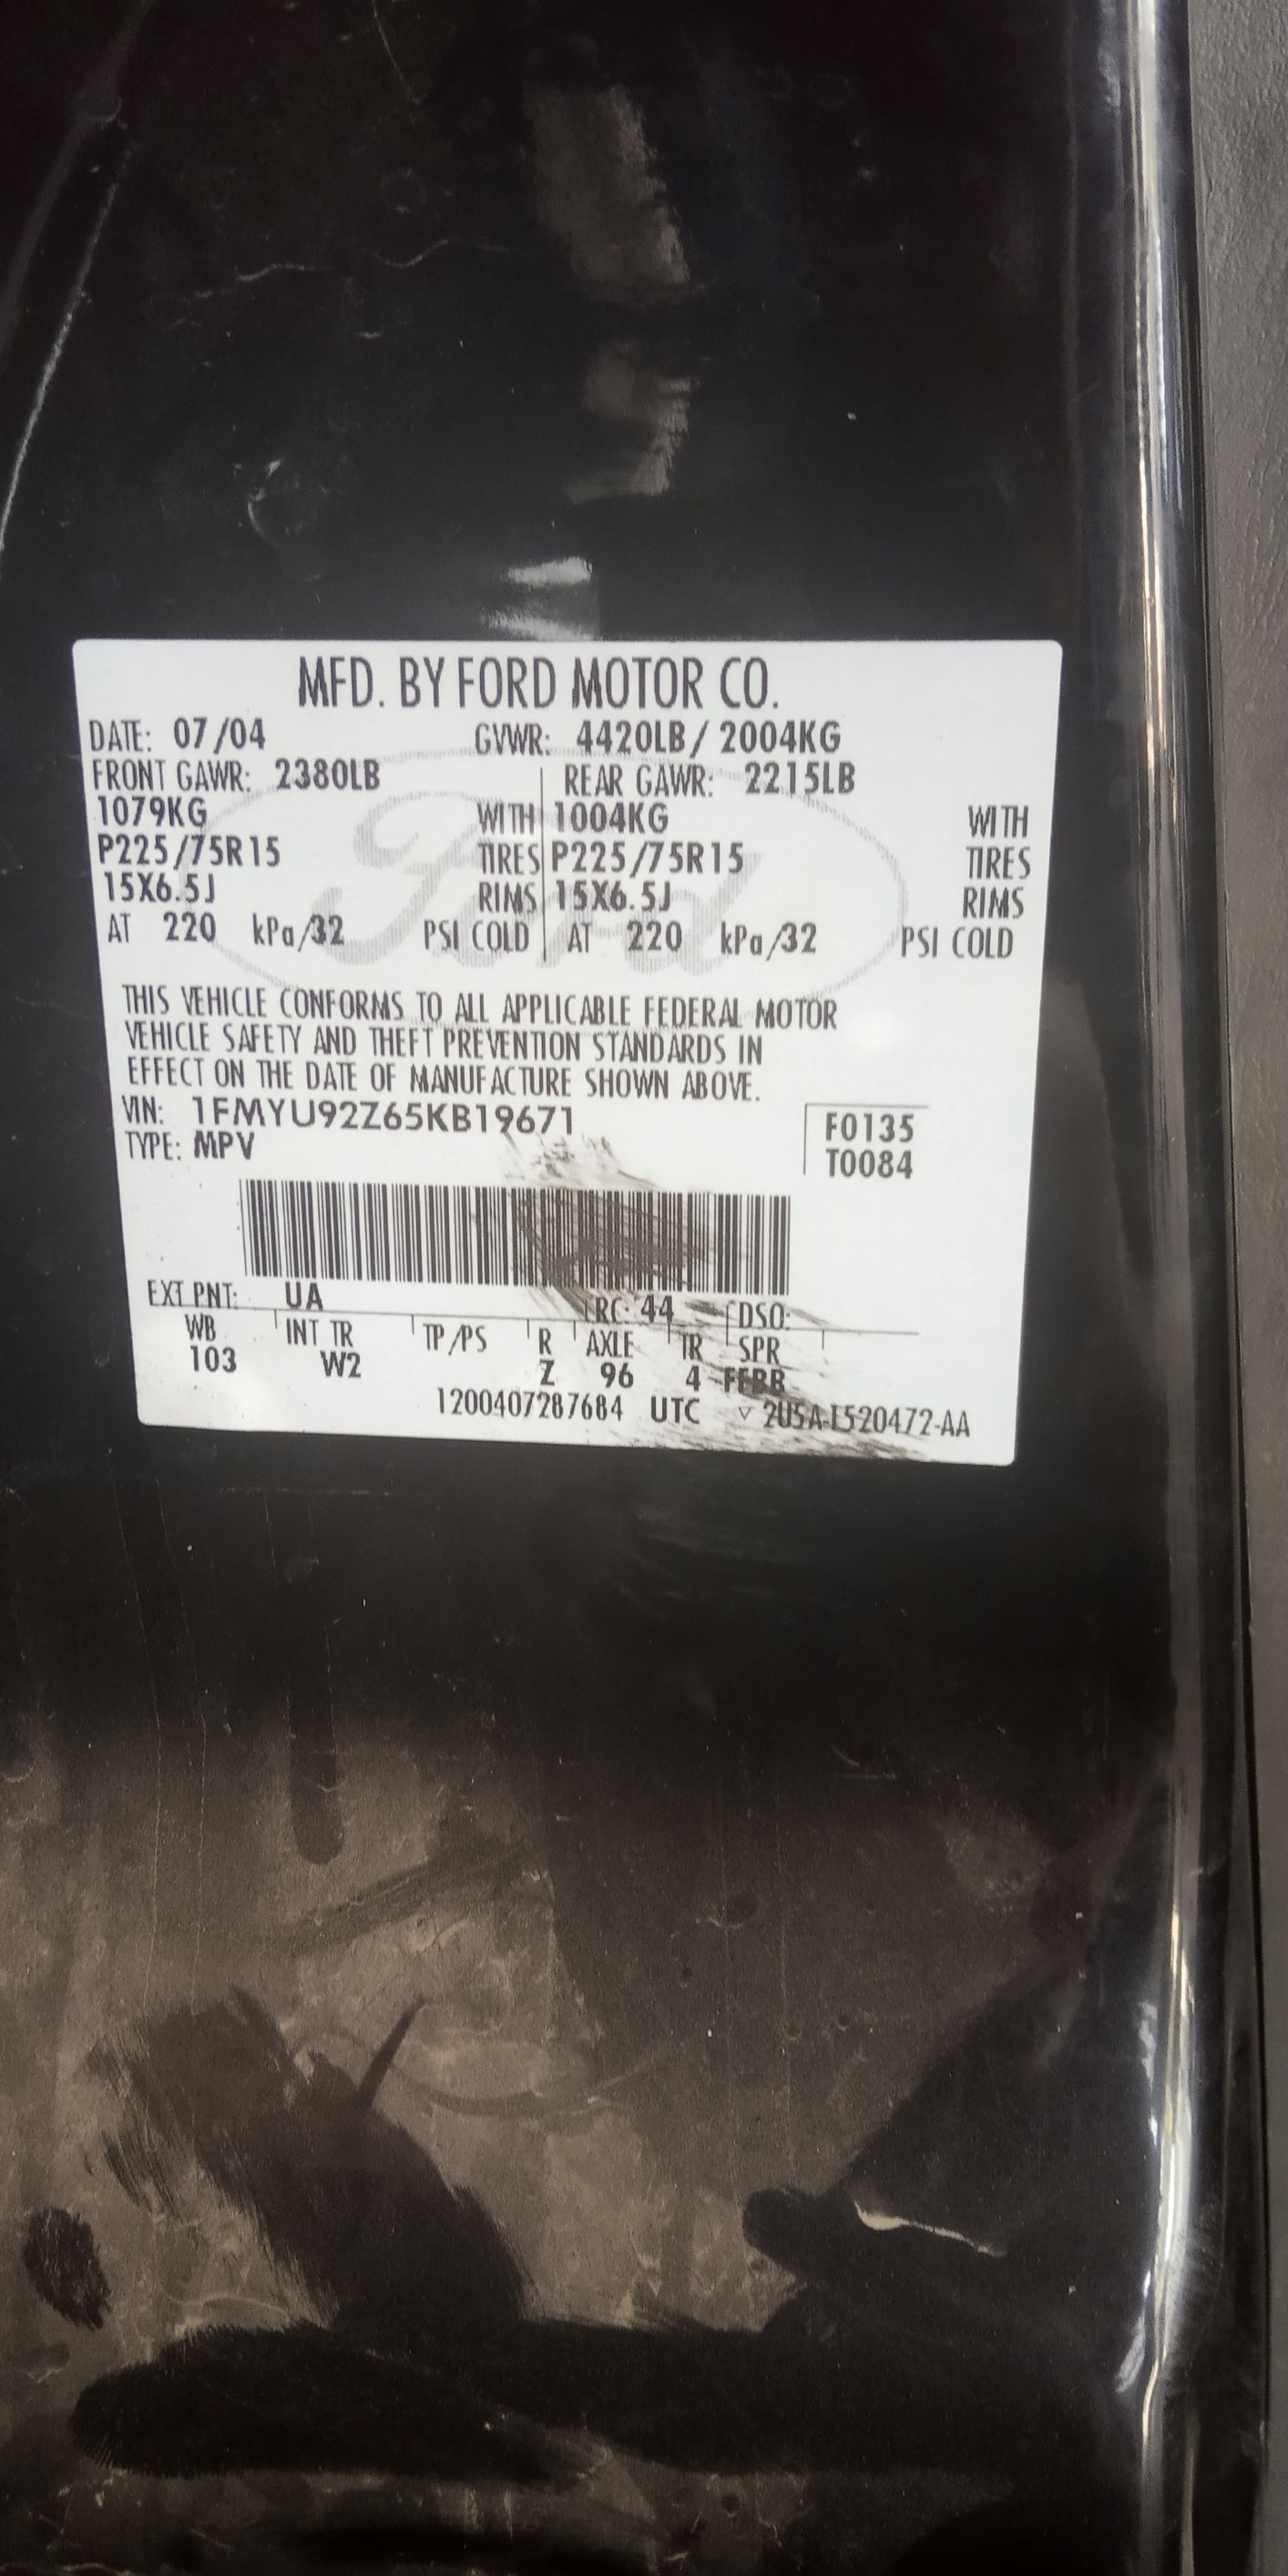 MFD. BY FORD MOTOR CO.
DATE: 07/04 GVWR: 4420LB/ 2004KG
FRONT GAWR: 2380LB REAR GAWR: 2215LB
1079KG WITH 1004KG WITH
P225/75R15 TIRES P225/75R15 TIRES
15X6.5J RIMS 15X6.5J RIMS
AT 220 kPa/32 PSI COLD AT 220 kPa/32 PSI COLD
Ford
THIS VEHICLE CONFORMS TO ALL APPLICABLE FEDERAL MOTOR
VEHICLE SAFETY AND THEFT PREVENTION STANDARDS IN
EFFECT ON THE DATE OF MANUFACTURE SHOWN ABOVE.
VIN: 1FMYU92Z65KB19671 F0135
TYPE: MPV T0084
EXT PNT: UA RC: 44 DSO:
WB INT TR TP/PS R AXLE TR SPR
103 W2 Z 96 4
1200407287684 UTC ▽